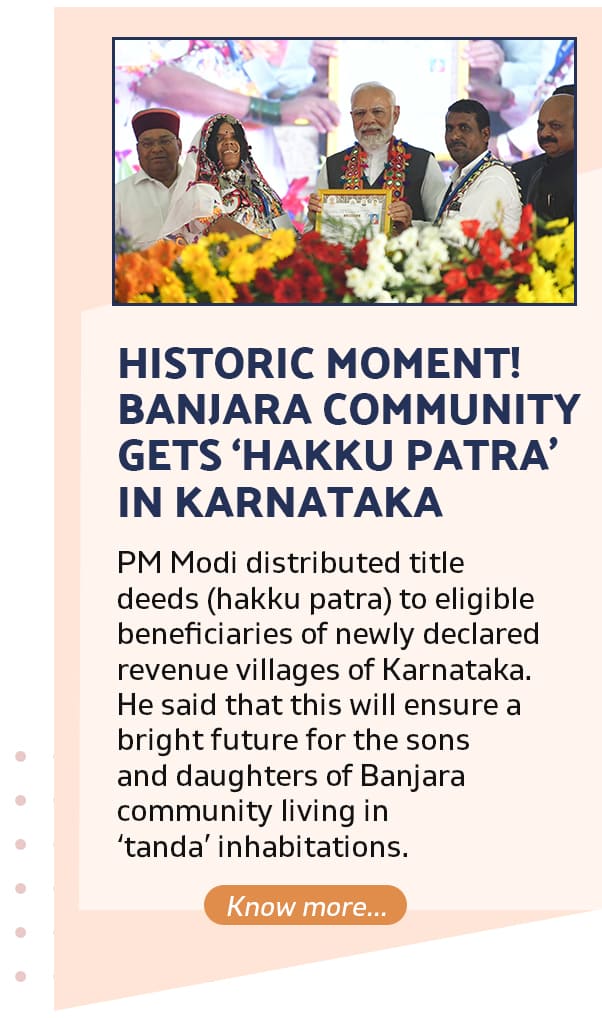 HISTORIC MOMENT!
BANJARA COMMUNITY
GETS ‘HAKKU PATRA’
IN KARNATAKA
PM Modi distributed title
deeds (hakku patra) to eligible
beneficiaries of newly declared
revenue villages of Karnataka.
He said that this will ensure a
bright future for the sons
and daughters of Banjara
community living in
‘tanda’ inhabitations.
Know more...